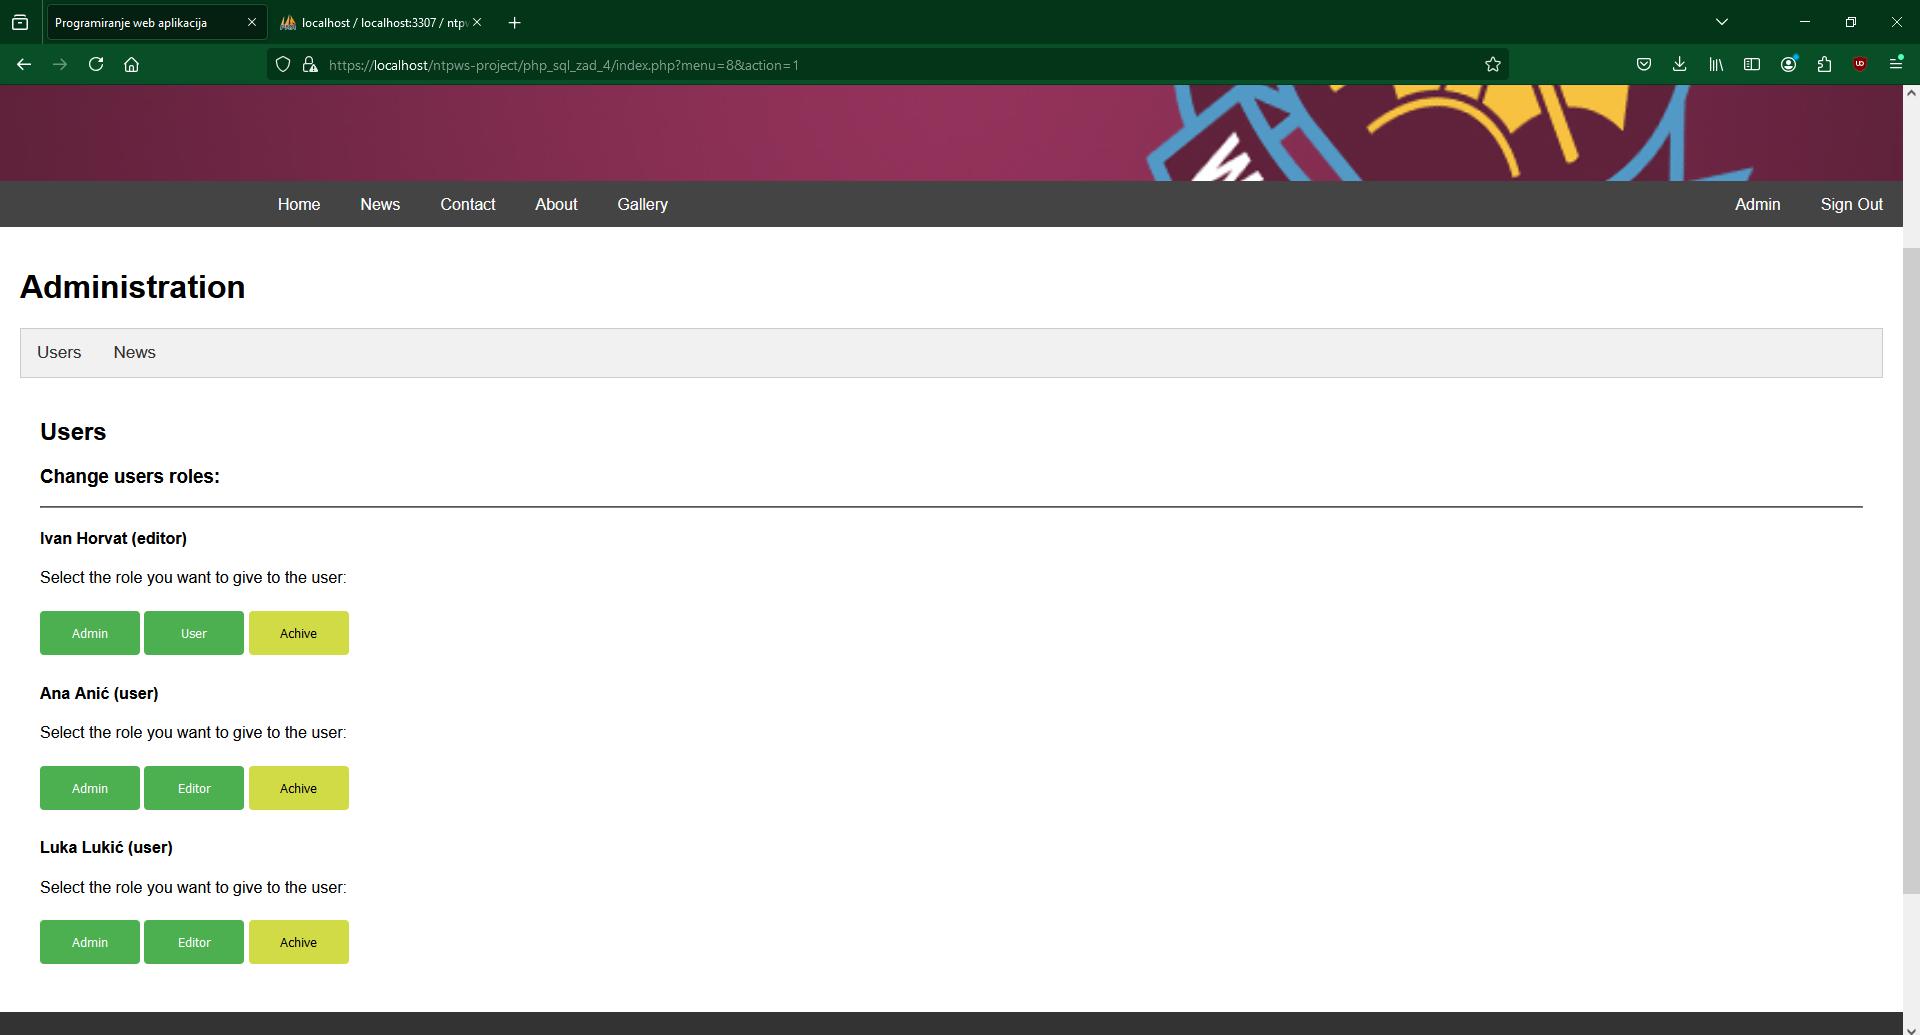 Programiranje web aplikacija
localhost / localhost:3307 / ntpw
https://localhost/ntpws-project/php_sql_zad_4/index.php?menu=8&action=1
Home News Contact About Gallery Admin Sign Out
Administration
Users News
Users
Change users roles:
Ivan Horvat (editor)
Select the role you want to give to the user:
Admin User Achive
Ana Anić (user)
Select the role you want to give to the user:
Admin Editor Achive
Luka Lukić (user)
Select the role you want to give to the user:
Admin Editor Achive